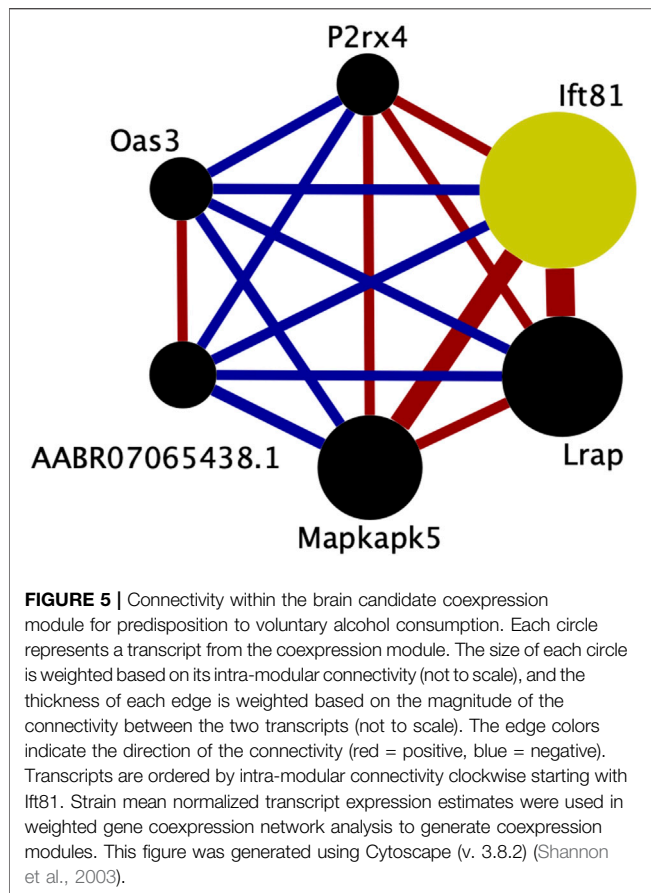 P2rx4
Ift81
Oas3
AABR07065438.1
Lrap
Mapkapk5
FIGURE 5 | Connectivity within the brain candidate coexpression
module for predisposition to voluntary alcohol consumption. Each circle
represents a transcript from the coexpression module. The size of each circle
is weighted based on its intra-modular connectivity (not to scale), and the
thickness of each edge is weighted based on the magnitude of the
connectivity between the two transcripts (not to scale). The edge colors
indicate the direction of the connectivity (red = positive, blue = negative).
Transcripts are ordered by intra-modular connectivity clockwise starting with
Ift81. Strain mean normalized transcript expression estimates were used in
weighted gene coexpression network analysis to generate coexpression
modules. This figure was generated using Cytoscape (v. 3.8.2) (Shannon
et al., 2003).